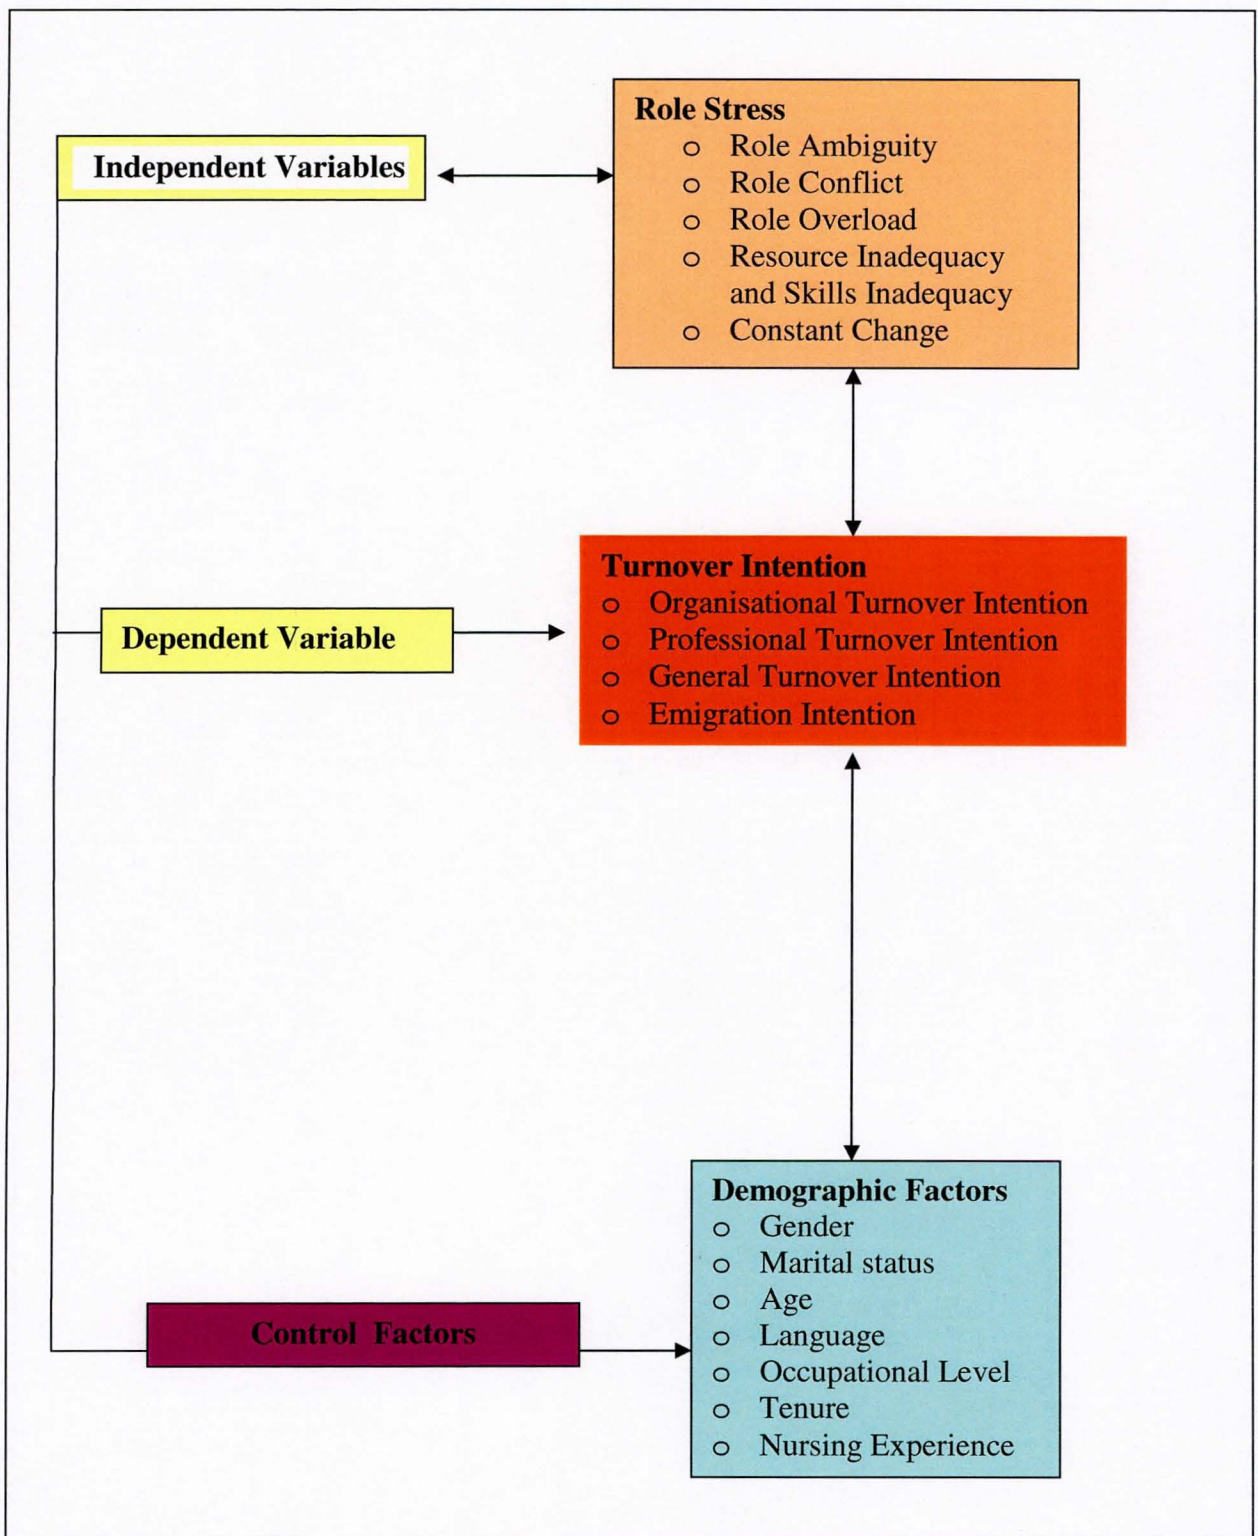 Role Stress
o Role Ambiguity
o Role Conflict
o Role Overload
o Resource Inadequacy
and Skills Inadequacy
o Constant Change
Independent Variables
Turnover Intention
o Organisational Turnover Intention
o Professional Turnover Intention
o General Turnover Intention
o Emigration Intention
Dependent Variable
Demographic Factors
o Gender
o Marital status
o Age
o Language
o Occupational Level
o Tenure
o Nursing Experience
Control Factors